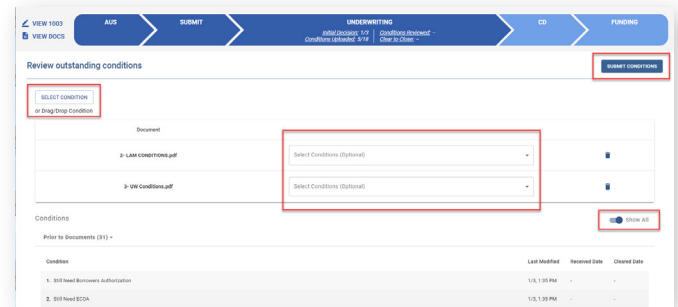 VIEW 1003
VIEW DOCS
AUS
SUBMIT
UNDERWRITING
Initial Decision: 1/3 Conditions Reviewed: -
Conditions Uploaded: 5/18 Clear to Close: -
CD
FUNDING
Review outstanding conditions
SUBMIT CONDITIONS
SELECT CONDITION
or Drag/Drop Condition
Document
2- LAM CONDITIONS.pdf
Select Conditions (Optional)
3- UW Conditions.pdf
Select Conditions (Optional)
Conditions
Show All
Prior to Documents (31)
Condition Last Modified Received Date Cleared Date
1. Still Need Borrowers Authorization 1/3, 1:35 PM - -
2. Still Need ECOA 1/3, 1:35 PM - -